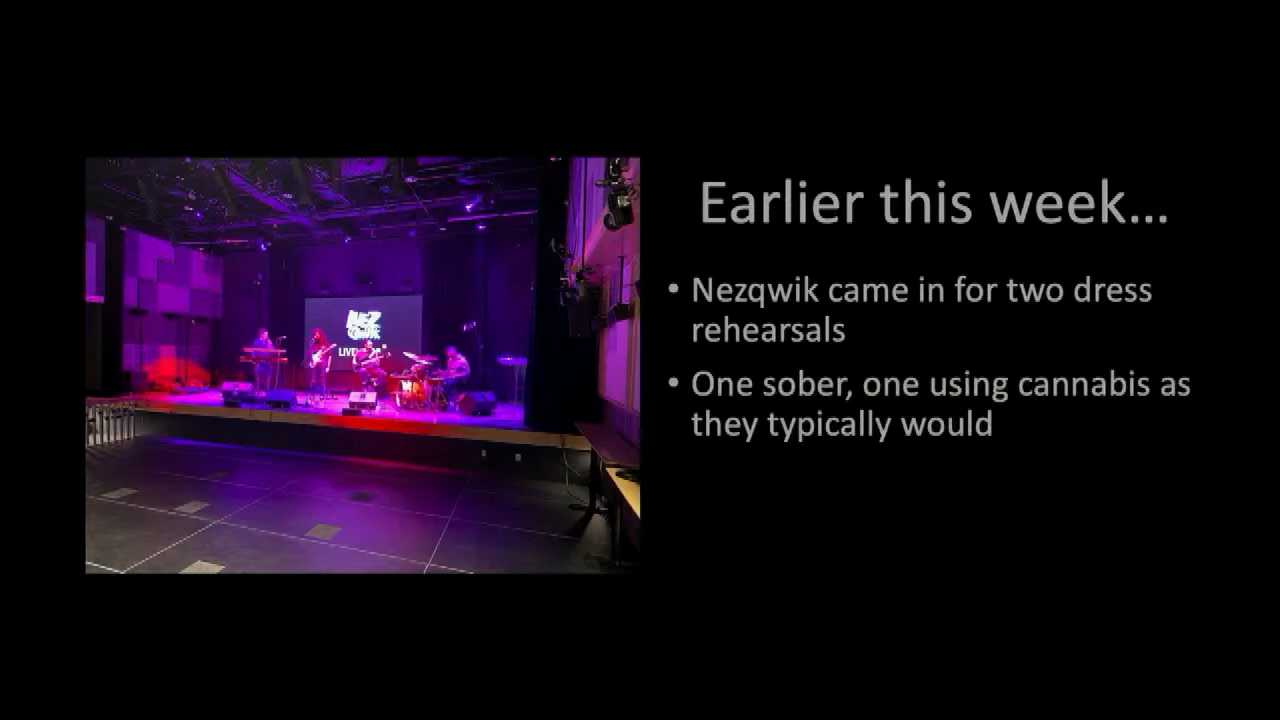 Earlier this week...
• Nezqwik came in for two dress
rehearsals
• One sober, one using cannabis as
they typically would